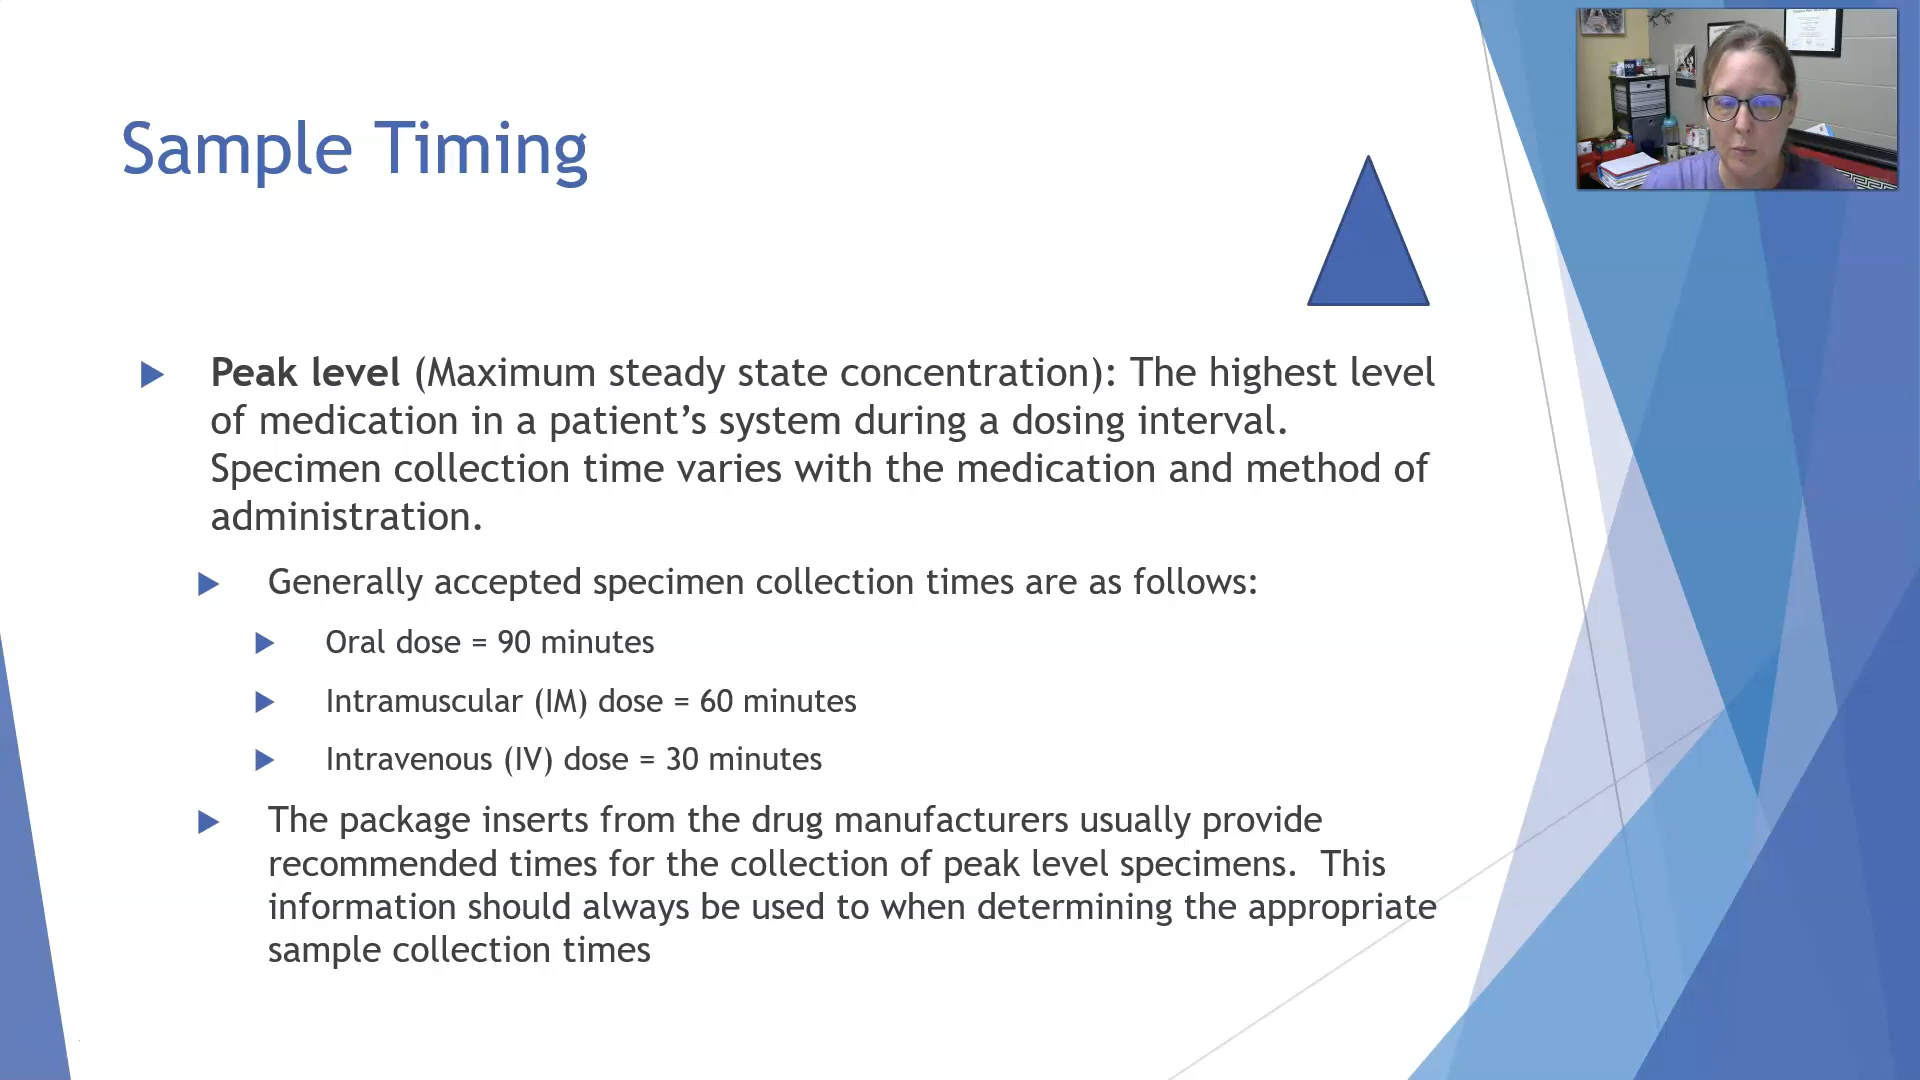 Sample Timing
Peak level (Maximum steady state concentration): The highest level
of medication in a patient’s system during a dosing interval.
Specimen collection time varies with the medication and method of
administration.
Generally accepted specimen collection times are as follows:
Oral dose = 90 minutes
Intramuscular (IM) dose = 60 minutes
Intravenous (IV) dose = 30 minutes
The package inserts from the drug manufacturers usually provide
recommended times for the collection of peak level specimens.  This
information should always be used to when determining the appropriate
sample collection times